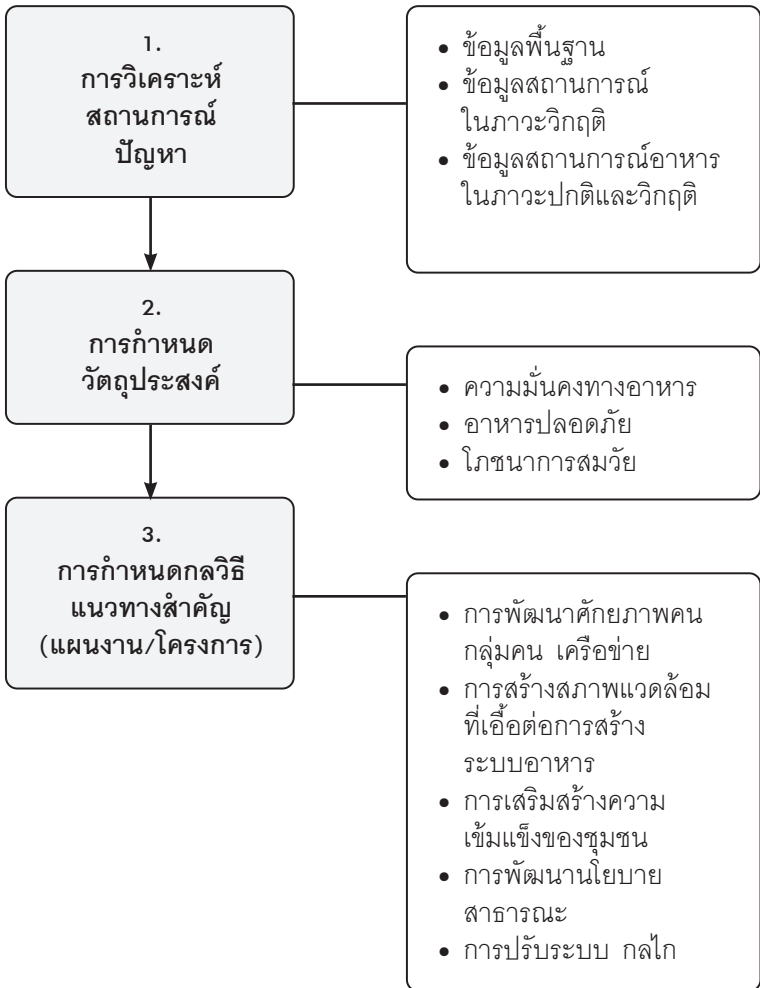 1.
การวิเคราะห์
สถานการณ์
ปัญหา
• ข้อมูลพื้นฐาน
• ข้อมูลสถานการณ์
ในภาวะวิกฤติ
• ข้อมูลสถานการณ์อาหาร
ในภาวะปกติและวิกฤติ
2.
การกำหนด
วัตถุประสงค์
• ความมั่นคงทางอาหาร
• อาหารปลอดภัย
• โภชนาการสมวัย
3.
การกำหนดกลวิธี
แนวทางสำคัญ
(แผนงาน/โครงการ)
• การพัฒนาศักยภาพคน
กลุ่มคน เครือข่าย
• การสร้างสภาพแวดล้อม
ที่เอื้อต่อการสร้าง
ระบบอาหาร
• การเสริมสร้างความ
เข้มแข็งของชุมชน
• การพัฒนานโยบาย
สาธารณะ
• การปรับระบบ กลไก